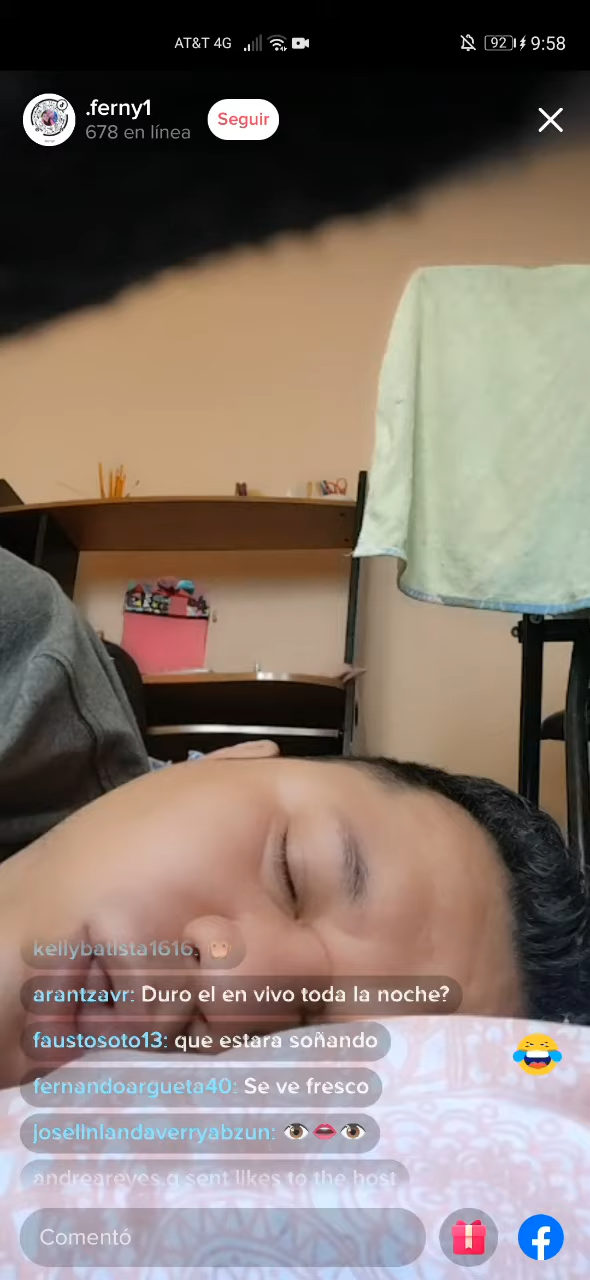 AT&T 4G 92 9:58
.ferny1
678 en línea
Seguir
kellybatista1616:
arantzavr: Duro el en vivo toda la noche?
faustosoto13: que estara soñando
fernandoargueta40: Se ve fresco
joselinlandaverryabzun:
andreareyes.g sent likes to the host
Comentó